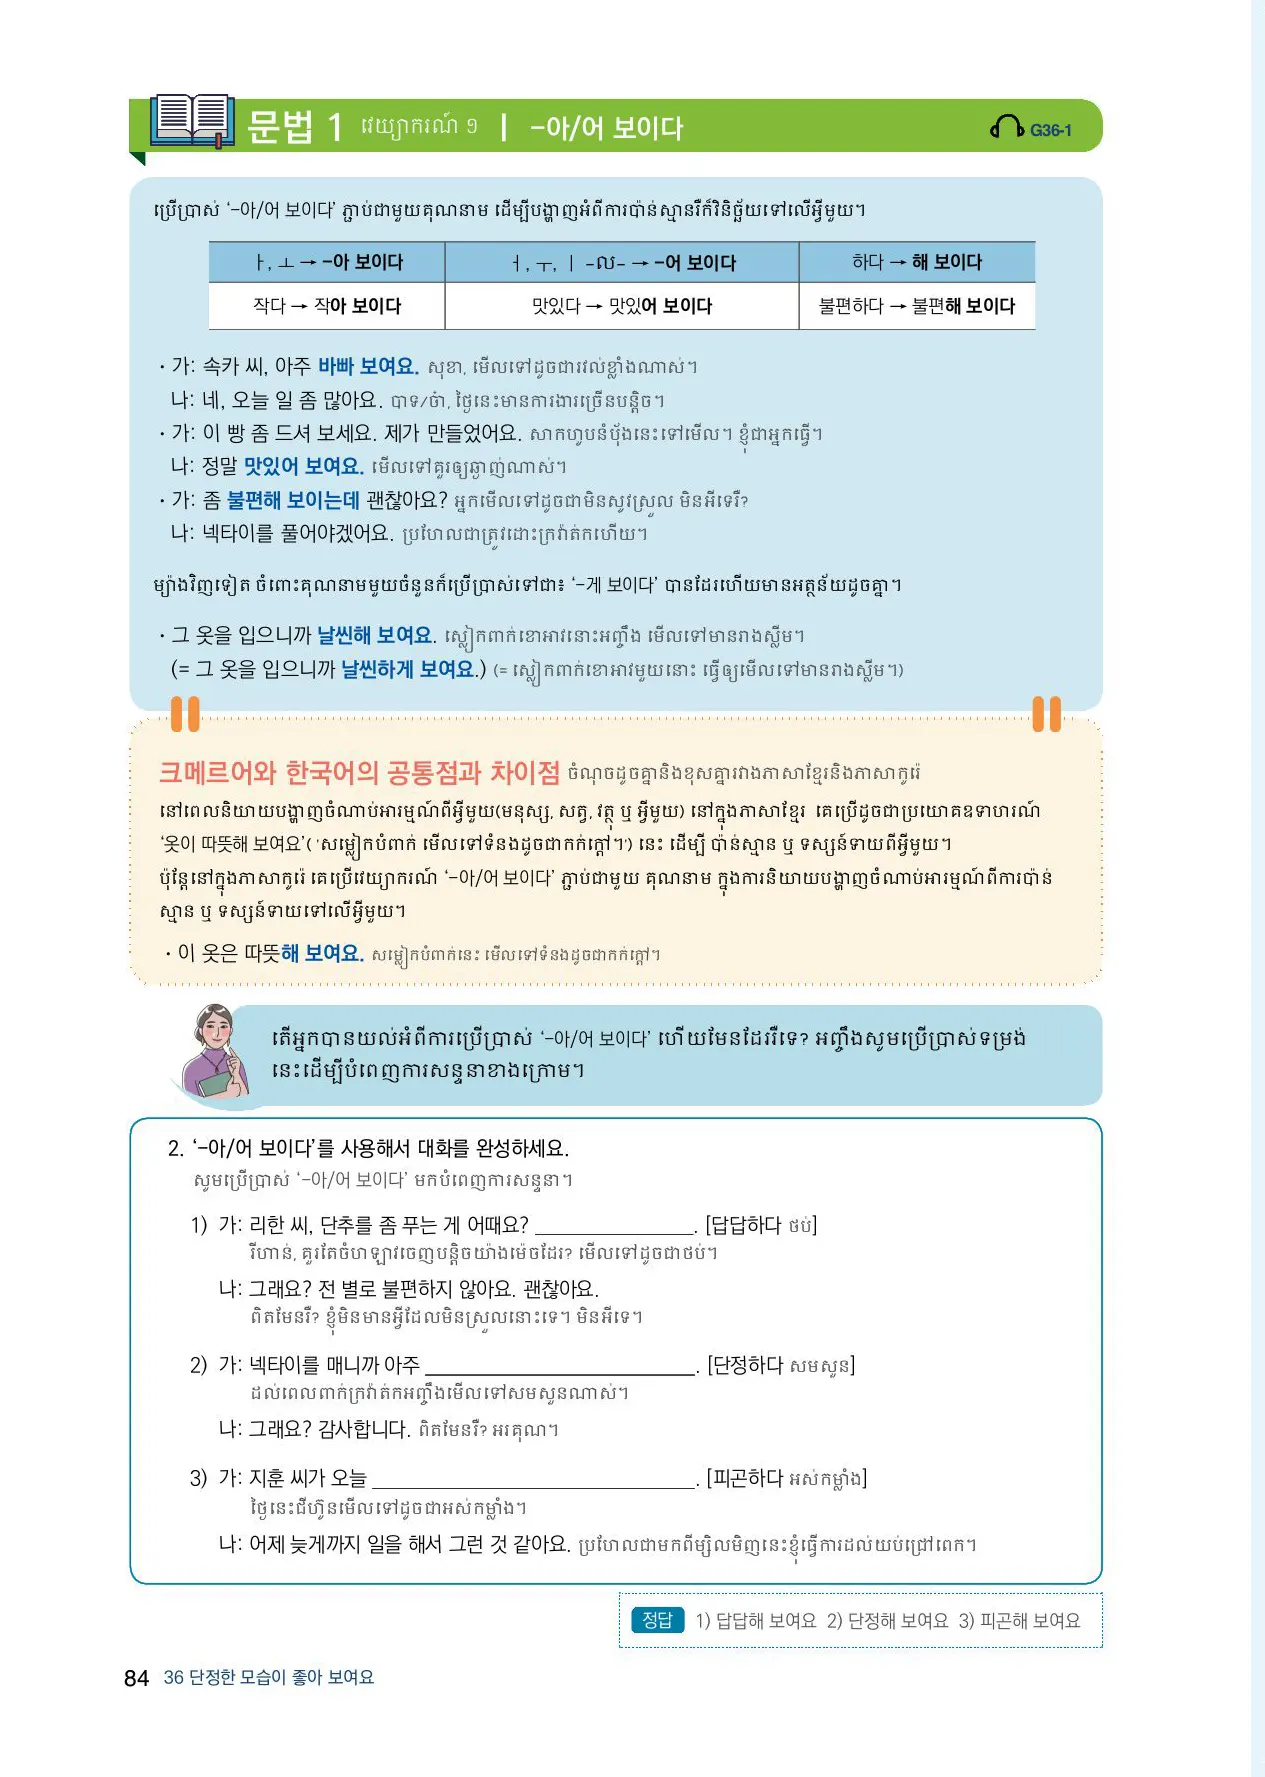 문법 1 វេយ្យាករណ៍ ១ | -아/어 보이다 G36-1
ប្រើប្រាស់ ‘-아/어 보이다’ ភ្ជាប់ជាមួយគុណនាម ដើម្បីបង្ហាញអំពីការប៉ាន់ស្មានរឺក៏វិនិច្ឆ័យទៅលើអ្វីមួយ។
ㅏ, ㅗ → -아 보이다 ㅓ, ㅜ, ㅣ -ល- → -어 보이다 하다 → 해 보이다
작다 → 작아 보이다 맛있다 → 맛있어 보이다 불편하다 → 불편해 보이다
· 가: 속카 씨, 아주 바빠 보여요. សុខា, មើលទៅដូចជារវល់ខ្លាំងណាស់។
나: 네, 오늘 일 좀 많아요. បាទ/ចាំ, ថ្ងៃនេះមានការងារច្រើនបន្តិច។
· 가: 이 빵 좀 드셔 보세요. 제가 만들었어요. សាកហូបនំប៉័ងនេះទៅមើល។ ខ្ញុំជាអ្នកធ្វើ។
나: 정말 맛있어 보여요. មើលទៅគួរឲ្យឆ្ងាញ់ណាស់។
· 가: 좀 불편해 보이는데 괜찮아요? អ្នកមើលទៅដូចជាមិនសូវស្រួល មិនអីទេរឺ?
나: 넥타이를 풀어야겠어요. ប្រហែលជាត្រូវដោះក្រវ៉ាត់កហើយ។
ម្យ៉ាងវិញទៀត ចំពោះគុណនាមមួយចំនួនក៏ប្រើប្រាស់ទៅជា៖ ‘-게 보이다’ បានដែរហើយមានអត្ថន័យដូចគ្នា។
· 그 옷을 입으니까 날씬해 보여요. ស្លៀកពាក់ខោអាវនោះអញ្ចឹង មើលទៅមានរាងស្លីម។
(= 그 옷을 입으니까 날씬하게 보여요.) (= ស្លៀកពាក់ខោអាវមួយនោះ ធ្វើឲ្យមើលទៅមានរាងស្លីម។)
크메르어와 한국어의 공통점과 차이점 ចំណុចដូចគ្នានិងខុសគ្នារវាងភាសាខ្មែរនិងភាសាកូរ៉េ
នៅពេលនិយាយបង្ហាញចំណាប់អារម្មណ៍ពីអ្វីមួយ(មនុស្ស, សត្វ, វត្ថុ ឬ អ្វីមួយ) នៅក្នុងភាសាខ្មែរ គេប្រើដូចជាប្រយោគឧទាហរណ៍
‘옷이 따뜻해 보여요’( ‘សម្លៀកបំពាក់ មើលទៅទំនងដូចជាកក់ក្តៅ។’) នេះ ដើម្បី ប៉ាន់ស្មាន ឬ ទស្សន៍ទាយពីអ្វីមួយ។
ប៉ុន្តែនៅក្នុងភាសាកូរ៉េ គេប្រើវេយ្យាករណ៍ ‘-아/어 보이다’ ភ្ជាប់ជាមួយ គុណនាម ក្នុងការនិយាយបង្ហាញចំណាប់អារម្មណ៍ពីការប៉ាន់
ស្មាន ឬ ទស្សន៍ទាយទៅលើអ្វីមួយ។
· 이 옷은 따뜻해 보여요. សម្លៀកបំពាក់នេះ មើលទៅទំនងដូចជាកក់ក្តៅ។
តើអ្នកបានយល់អំពីការប្រើប្រាស់ ‘-아/어 보이다’ ហើយមែនដែររឺទេ? អញ្ចឹងសូមប្រើប្រាស់ទម្រង់
នេះដើម្បីបំពេញការសន្ទនាខាងក្រោម។
2. ‘-아/어 보이다’를 사용해서 대화를 완성하세요.
សូមប្រើប្រាស់ ‘-아/어 보이다’ មកបំពេញការសន្ទនា។
1) 가: 리한 씨, 단추를 좀 푸는 게 어때요? ________________. [답답하다 ថប់]
រីហាន់, គួរតែចំហឡាវចេញបន្តិចយ៉ាងម៉េចដែរ? មើលទៅដូចជាថប់។
나: 그래요? 전 별로 불편하지 않아요. 괜찮아요.
ពិតមែនរឺ? ខ្ញុំមិនមានអ្វីដែលមិនស្រួលនោះទេ។ មិនអីទេ។
2) 가: 넥타이를 매니까 아주 ________________. [단정하다 សមសួន]
ដល់ពេលពាក់ក្រវ៉ាត់កអញ្ចឹងមើលទៅសមសួនណាស់។
나: 그래요? 감사합니다. ពិតមែនរឺ? អរគុណ។
3) 가: 지훈 씨가 오늘 ________________. [피곤하다 អស់កម្លាំង]
ថ្ងៃនេះជីហ៊ូនមើលទៅដូចជាអស់កម្លាំង។
나: 어제 늦게까지 일을 해서 그런 것 같아요. ប្រហែលជាមកពីម្សិលមិញនេះខ្ញុំធ្វើការដល់យប់ជ្រៅពេក។
정답 1) 답답해 보여요 2) 단정해 보여요 3) 피곤해 보여요
84 36 단정한 모습이 좋아 보여요